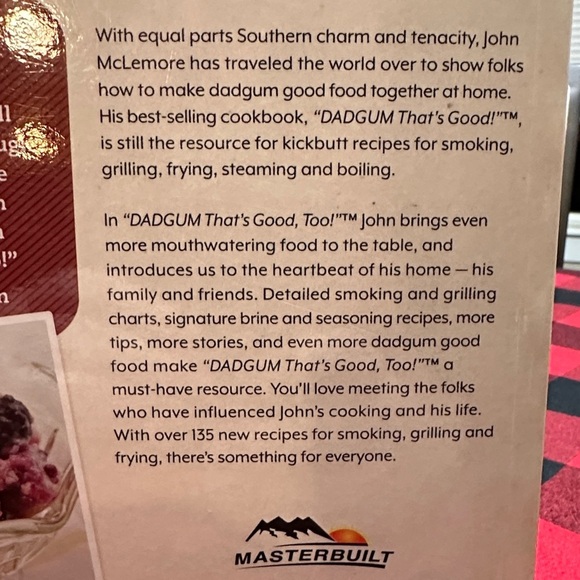 With equal parts Southern charm and tenacity, John
McLemore has traveled the world over to show folks
how to make dadgum good food together at home.
His best-selling cookbook, “DADGUM That’s Good!”™,
is still the resource for kickbutt recipes for smoking,
grilling, frying, steaming and boiling.
In “DADGUM That’s Good, Too!”™ John brings even
more mouthwatering food to the table, and
introduces us to the heartbeat of his home — his
family and friends. Detailed smoking and grilling
charts, signature brine and seasoning recipes, more
tips, more stories, and even more dadgum good
food make “DADGUM That’s Good, Too!”™ a
must-have resource. You’ll love meeting the folks
who have influenced John’s cooking and his life.
With over 135 new recipes for smoking, grilling and
frying, there’s something for everyone.
MASTERBUILT